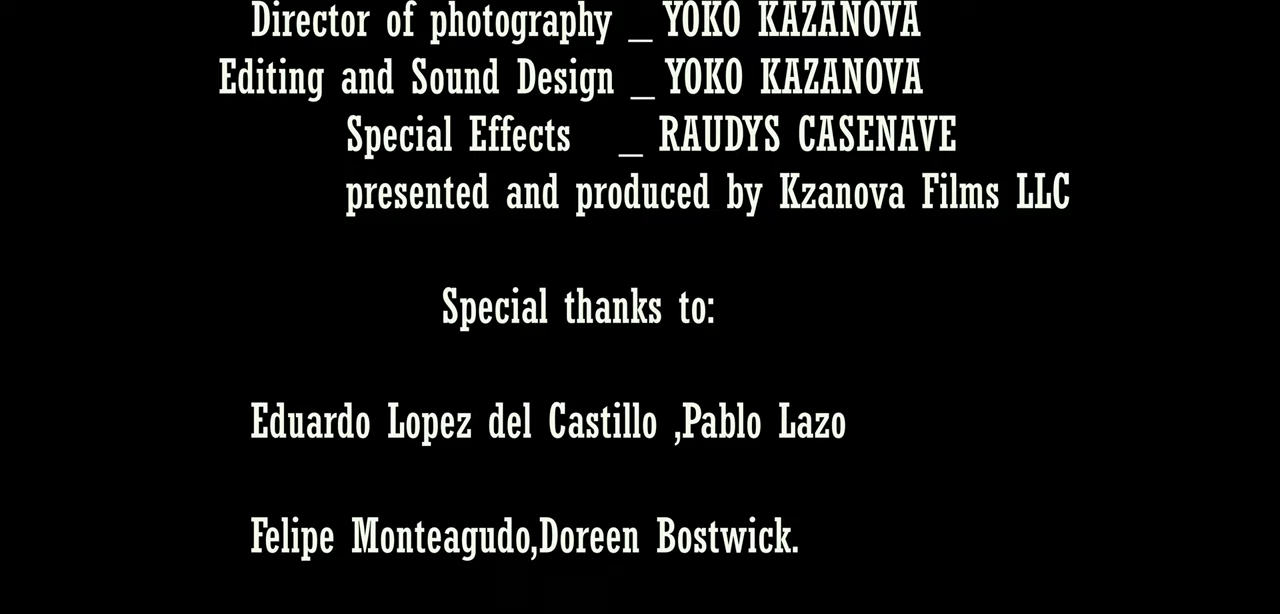 Director of photography _ YOKO KAZANOVA
Editing and Sound Design _ YOKO KAZANOVA
Special Effects _ RAUDYS CASENAVE
presented and produced by Kzanova Films LLC
Special thanks to:
Eduardo Lopez del Castillo ,Pablo Lazo
Felipe Monteagudo,Doreen Bostwick.